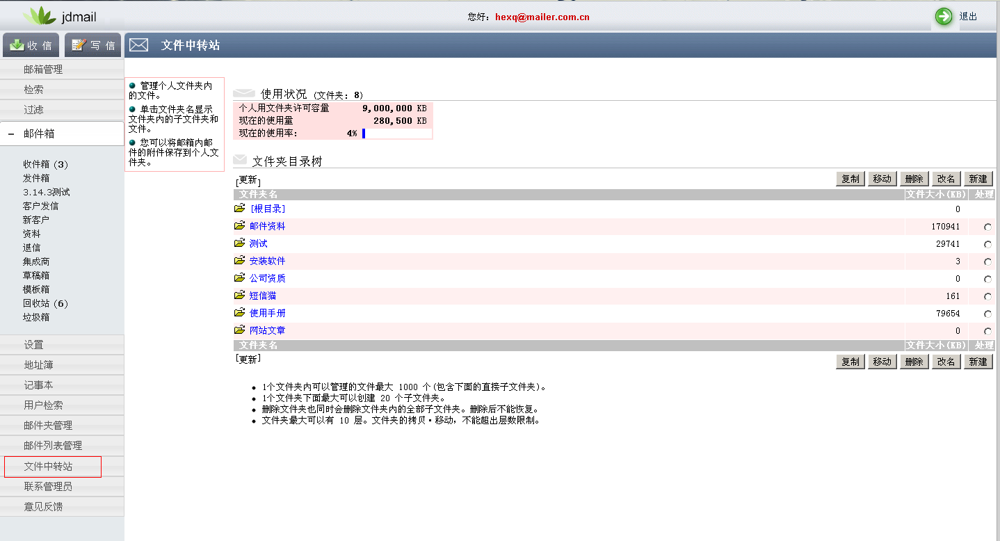 jdmail
您好: hexq@mailer.com.cn
退出
收 信
写 信
文件中转站
邮箱管理
检索
过滤
− 邮件箱
收件箱 (3)
发件箱
3.14.3测试
客户发信
新客户
资料
退信
集成商
草稿箱
模板箱
回收站 (6)
垃圾箱
设置
地址簿
记事本
用户检索
邮件夹管理
邮件列表管理
文件中转站
联系管理员
意见反馈
管理个人文件夹内
的文件。
单击文件夹名显示
文件夹内的子文件夹和
文件。
您可以将邮箱内邮
件的附件保存到个人文
件夹。
使用状况 (文件夹: 8)
个人用文件夹许可容量 9,000,000 KB
现在的使用量 280,500 KB
现在的使用率: 4%
文件夹目录树
[更新] 复制 移动 删除 改名 新建
文件夹名 文件大小(KB) 处理
[根目录] 0
邮件资料 170941
测试 29741
安装软件 3
公司资质 0
短信猫 161
使用手册 79654
网站文章 0
文件夹名 文件大小(KB) 处理
[更新] 复制 移动 删除 改名 新建
• 1个文件夹内可以管理的文件最大 1000 个(包含下面的直接子文件夹)。
• 1个文件夹下面最大可以创建 20 个子文件夹。
• 删除文件夹也同时会删除文件夹内的全部子文件夹。删除后不能恢复。
• 文件夹最大可以有 10 层。文件夹的拷贝·移动，不能超出层数限制。